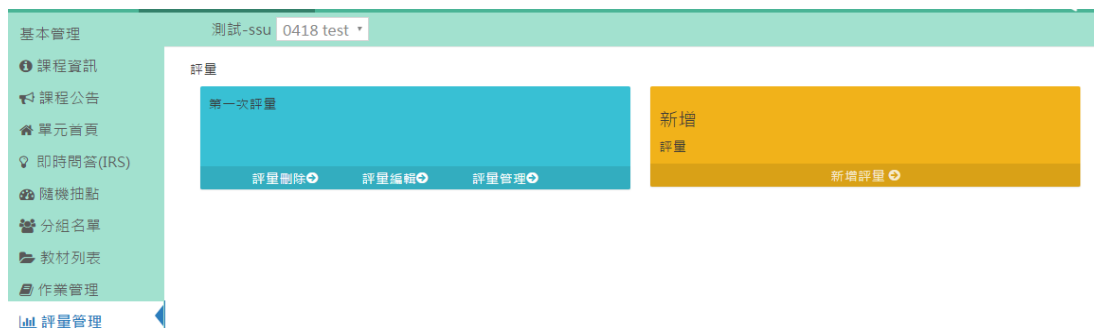 基本管理
課程資訊
課程公告
單元首頁
即時問答(IRS)
隨機抽點
分組名單
教材列表
作業管理
評量管理
測試-ssu 0418 test
評量
第一次評量
評量刪除 評量編輯 評量管理
新增
評量
新增評量